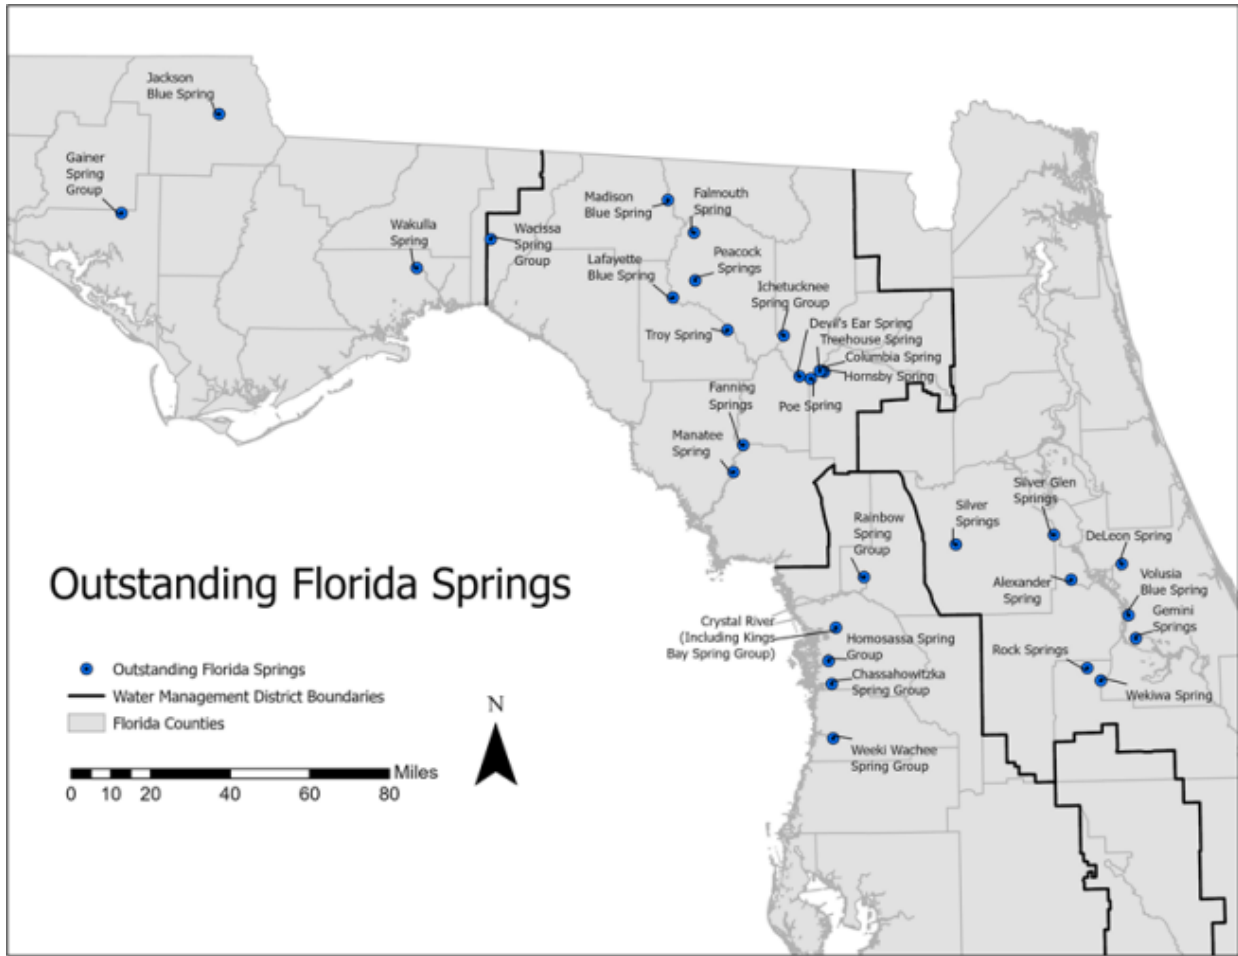 Jackson
Blue Spring
Gainer
Spring
Group
Wakulla
Spring
Wacissa
Spring
Group
Madison
Blue Spring
Falmouth
Spring
Peacock
Springs
Lafayette
Blue Spring
Ichetucknee
Spring Group
Troy Spring
Devil's Ear Spring
Treehouse Spring
Columbia Spring
Hornsby Spring
Poe Spring
Fanning
Springs
Manatee
Spring
Rainbow
Spring
Group
Silver
Springs
Silver Glen
Springs
DeLeon Spring
Alexander
Spring
Volusia
Blue Spring
Gemini
Springs
Crystal River
(Including Kings
Bay Spring Group)
Homosassa Spring
Group
Chassahowitzka
Spring Group
Rock Springs
Wekiwa Spring
Weeki Wachee
Spring Group
Outstanding Florida Springs
Outstanding Florida Springs
Water Management District Boundaries
Florida Counties
N
Miles
0 10 20 40 60 80